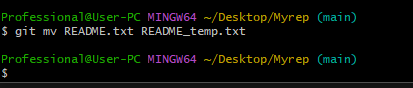 Professional@User-PC MINGW64 ~/Desktop/Myrep (main)
$ git mv README.txt README_temp.txt
Professional@User-PC MINGW64 ~/Desktop/Myrep (main)
$